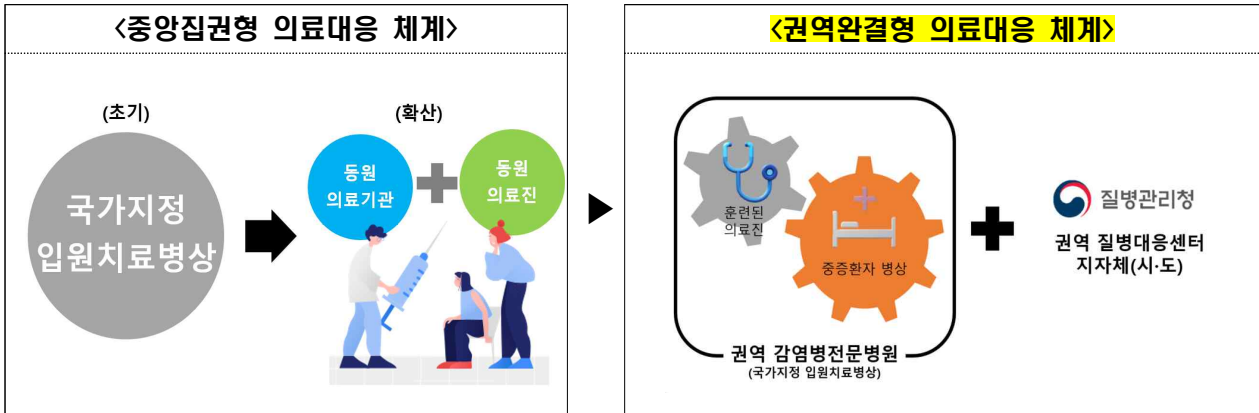 <중앙집권형 의료대응 체계>
(초기)
국가지정
입원치료병상
(확산)
동원
의료기관
동원
의료진
<권역완결형 의료대응 체계>
훈련된
의료진
중증환자 병상
권역 감염병전문병원
(국가지정 입원치료병상)
질병관리청
권역 질병대응센터
지자체(시·도)